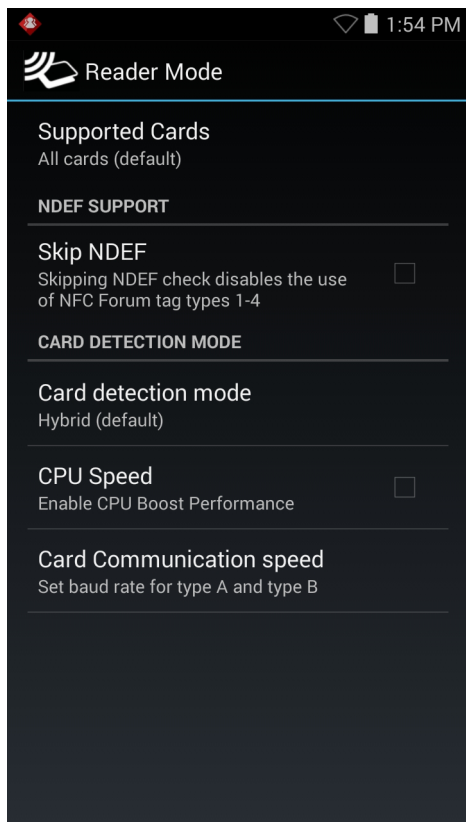 1:54 PM
Reader Mode
Supported Cards
All cards (default)
NDEF SUPPORT
Skip NDEF
Skipping NDEF check disables the use
of NFC Forum tag types 1-4
CARD DETECTION MODE
Card detection mode
Hybrid (default)
CPU Speed
Enable CPU Boost Performance
Card Communication speed
Set baud rate for type A and type B